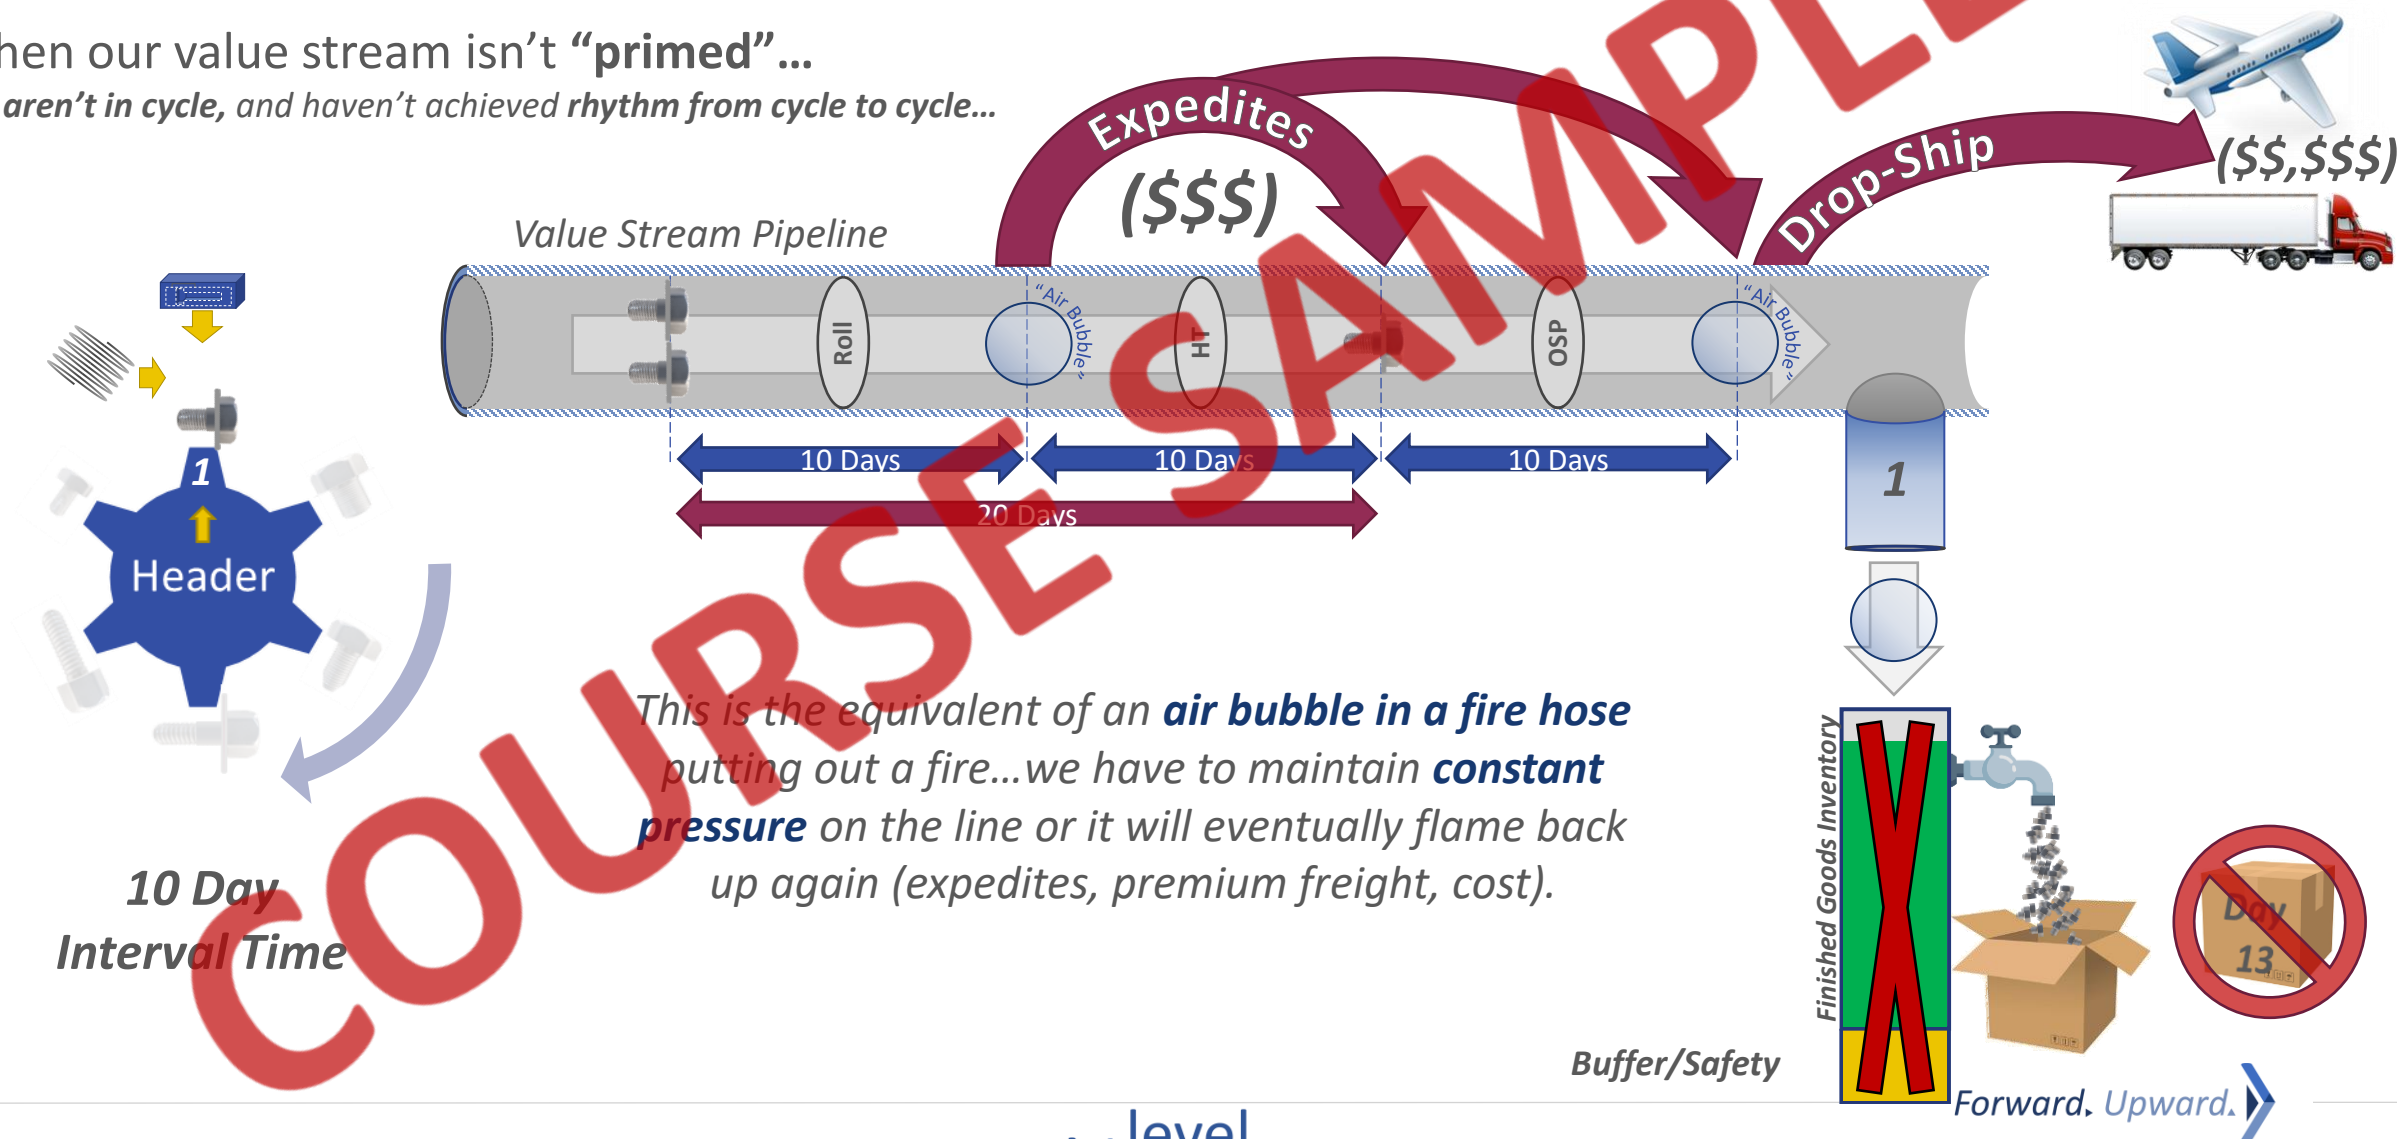 hen our value stream isn’t “primed”...
aren’t in cycle, and haven’t achieved rhythm from cycle to cycle...
Expedites
($$$)
Drop-Ship
($$,$$$)
Value Stream Pipeline
Roll
"Air Bubble"
HT
OSP
"Air Bubble"
10 Days
10 Days
10 Days
20 Days
1
1
Header
This is the equivalent of an air bubble in a fire hose
putting out a fire...we have to maintain constant
pressure on the line or it will eventually flame back
up again (expedites, premium freight, cost).
10 Day
Interval Time
Finished Goods Inventory
Day
13
Buffer/Safety
Forward. Upward.
level
COURSE SAMPLE